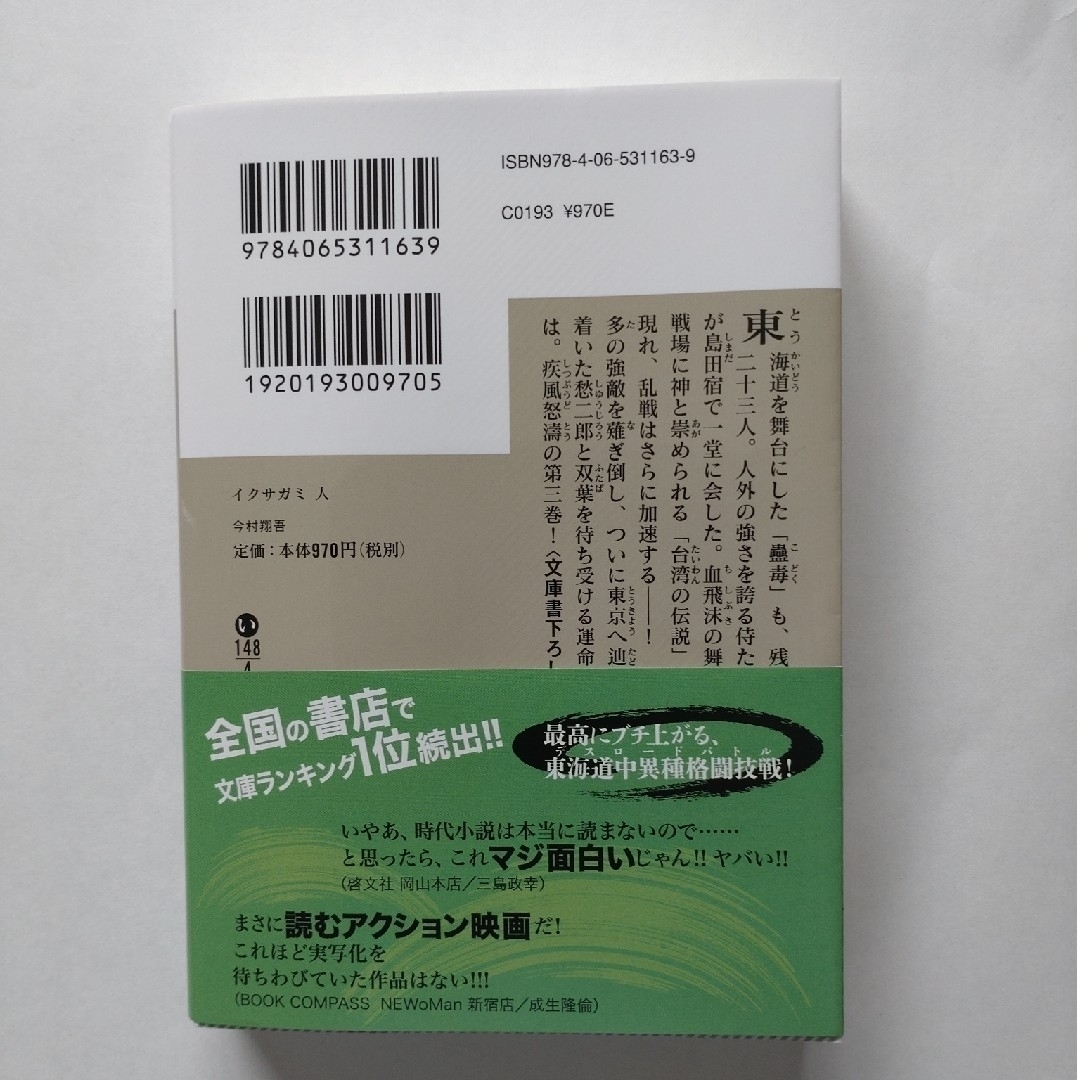 ISBN978-4-06-531163-9
C0193 ¥970E
9784065311639
1920193009705
東海道を舞台にした「蠱毒」も、残
二十三人。人外の強さを誇る侍た
が島田宿で一堂に会した。血飛沫の舞
戦場に神と崇められる「台湾の伝説」
現れ、乱戦はさらに加速する――!
多の強敵を薙ぎ倒し、ついに東京へ辿
着いた愁二郎と双葉を待ち受ける運命
は。疾風怒濤の第三巻!〈文庫書下ろ
イクサガミ 人
今村翔吾
定価:本体970円(税別)
い
148
4
全国の書店で
文庫ランキング1位続出!!
最高にブチ上がる、
デスロードバトル
東海道中異種格闘技戦!
いやあ、時代小説は本当に読まないので……
と思ったら、これマジ面白いじゃん!! ヤバい!!
(啓文社 岡山本店/三島政幸)
まさに読むアクション映画だ!
これほど実写化を
待ちわびていた作品はない!!!
(BOOK COMPASS NEWoMan 新宿店/成生隆倫)